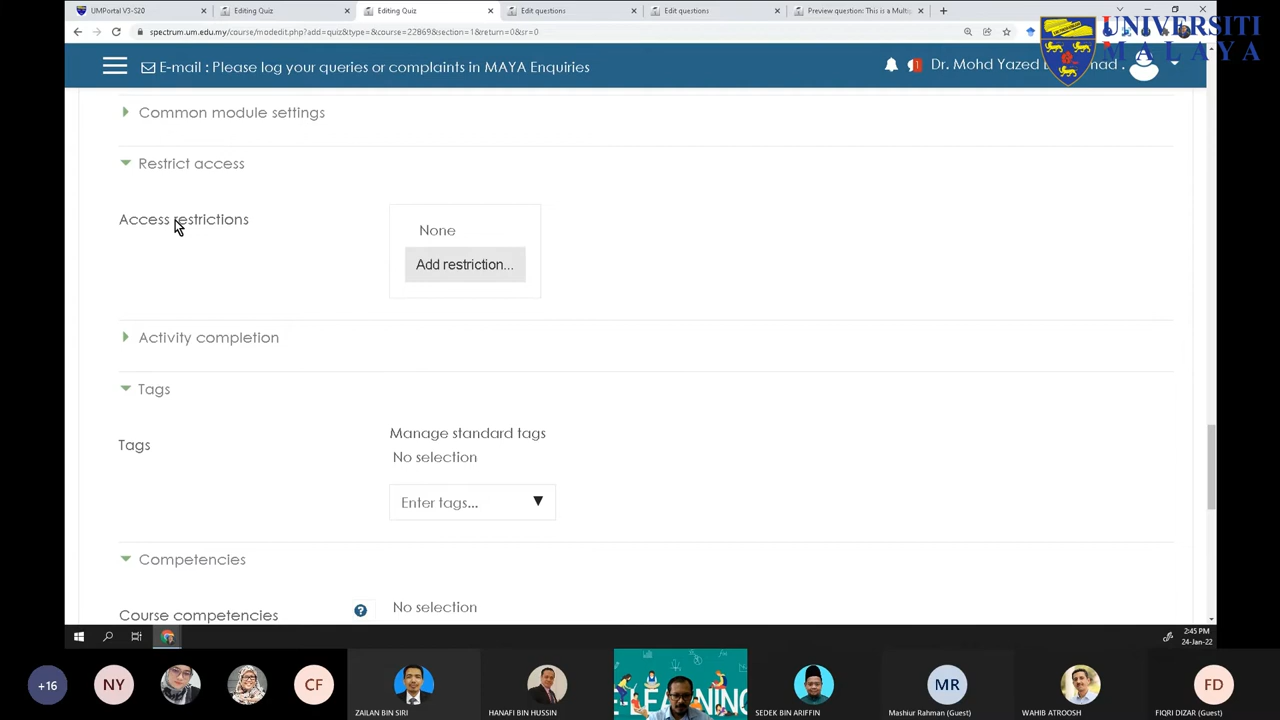 UMPortal V3-S20
Editing Quiz
Editing Quiz
Edit questions
Edit questions
Preview question: This is a Multip
spectrum.um.edu.my/course/modedit.php?add=quiz&type=&course=22869&section=1&return=0&sr=0
UNIVERSITI
MALAYA
E-mail : Please log your queries or complaints in MAYA Enquiries
Dr. Mohd Yazed
Common module settings
Restrict access
Access restrictions
None
Add restriction...
Activity completion
Tags
Tags
Manage standard tags
No selection
Enter tags...
Competencies
Course competencies
No selection
2:45 PM
24-Jan-22
+16
NY
CF
ZAILAN BIN SIRI
HANAFI BIN HUSSIN
E-LEARNING
SEDEK BIN ARIFFIN
MR
Mashiur Rahman (Guest)
WAHIB ATROOSH
FD
FIQRI DIZAR (Guest)